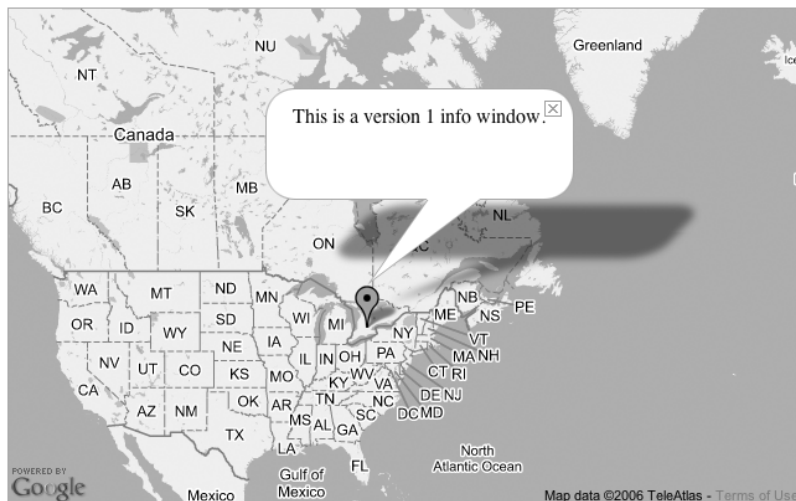 NU
Greenland
NT
Canada
This is a version 1 info window.
AB
MB
BC
SK
NL
ON
WA
MT
ND
MN
NB
PE
OR
ID
SD
WI
MI
ME
NS
WY
NY
VT
NE
IA
NV
UT
CO
IL
IN
OH
PA
MA
NH
KS
MO
WV
CT
RI
CA
KY
VA
DE
NJ
AZ
NM
OK
AR
TN
NC
DC
MD
MS
AL
GA
SC
TX
LA
FL
North
Atlantic Ocean
POWERED BY
Google
Gulf of
Mexico
Mexico
Map data ©2006 TeleAtlas - Terms of Use